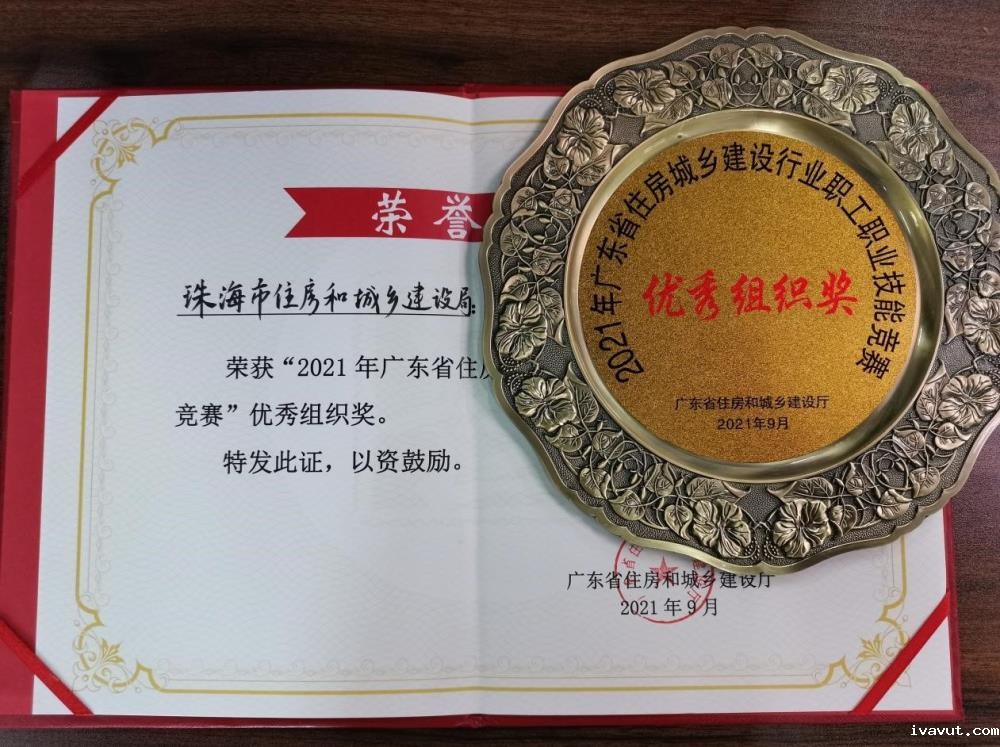 荣誉
珠海市住房和城乡建设局:
荣获“2021年广东省住房
竞赛”优秀组织奖。
特发此证，以资鼓励。
广东省住房和城乡建设厅
2021年9月
2021年广东省住房城乡建设行业职工职业技能竞赛
优秀组织奖
广东省住房和城乡建设厅
2021年9月
ivavut.com